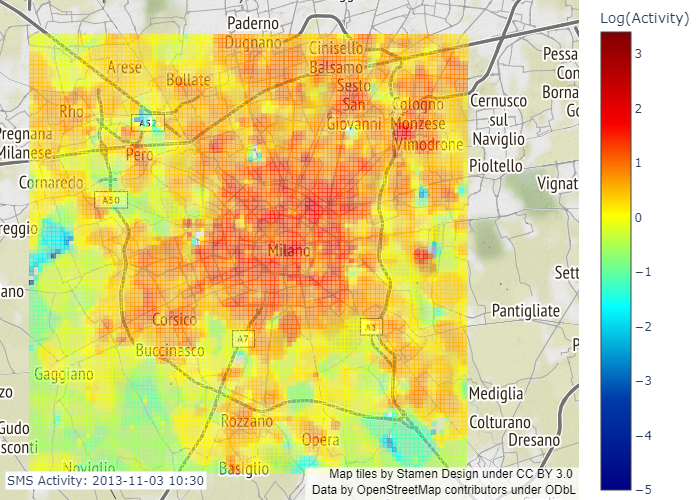 Log(Activity)
Paderno
Dugnano
Cinisello
Balsamo
Arese
Bollate
Sesto
San
Giovanni
Cologno
Monzese
Vimodrone
Rho
A52
Pero
Pregnana
Milanese
Cornaredo
A50
Cernusco
sul
Naviglio
Pioltello
Pessa
Con
Borna
Go
Vignat
reggio
ano
Milano
Sett
Corsico
A7
A1
Buccinasco
Pantigliate
P
Gaggiano
zo
Gudo
sconti
Rozzano
Opera
Mediglia
Colturano
Dresano
Noviglio
Basiglio
SMS Activity: 2013-11-03 10:30
Map tiles by Stamen Design under CC BY 3.0
Data by OpenStreetMap contributors under ODbL
3
2
1
0
−1
−2
−3
−4
−5